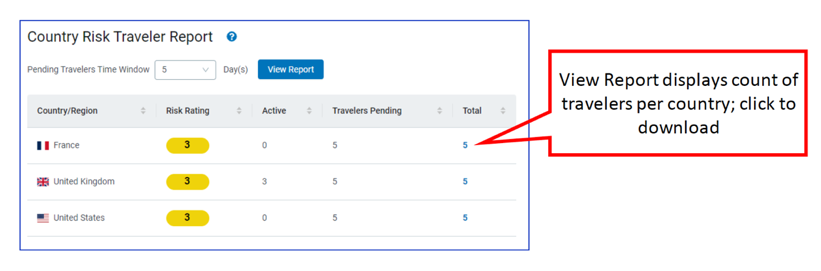 Country Risk Traveler Report ?
Pending Travelers Time Window 5 Day(s) View Report
Country/Region Risk Rating Active Travelers Pending Total
France 3 0 5 5
United Kingdom 3 3 5 5
United States 3 0 5 5
View Report displays count of
travelers per country; click to
download